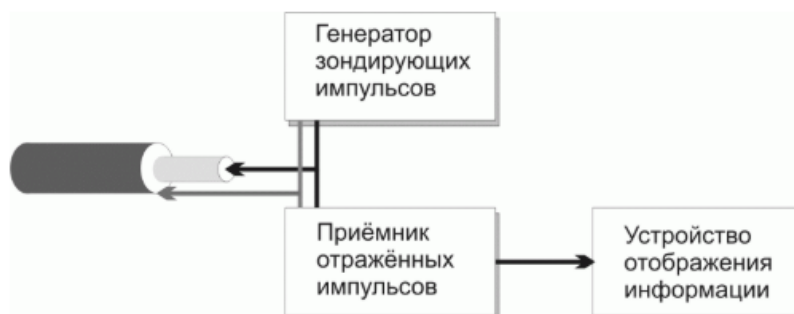 Генератор
зондирующих
импульсов
Приёмник
отражённых
импульсов
Устройство
отображения
информации